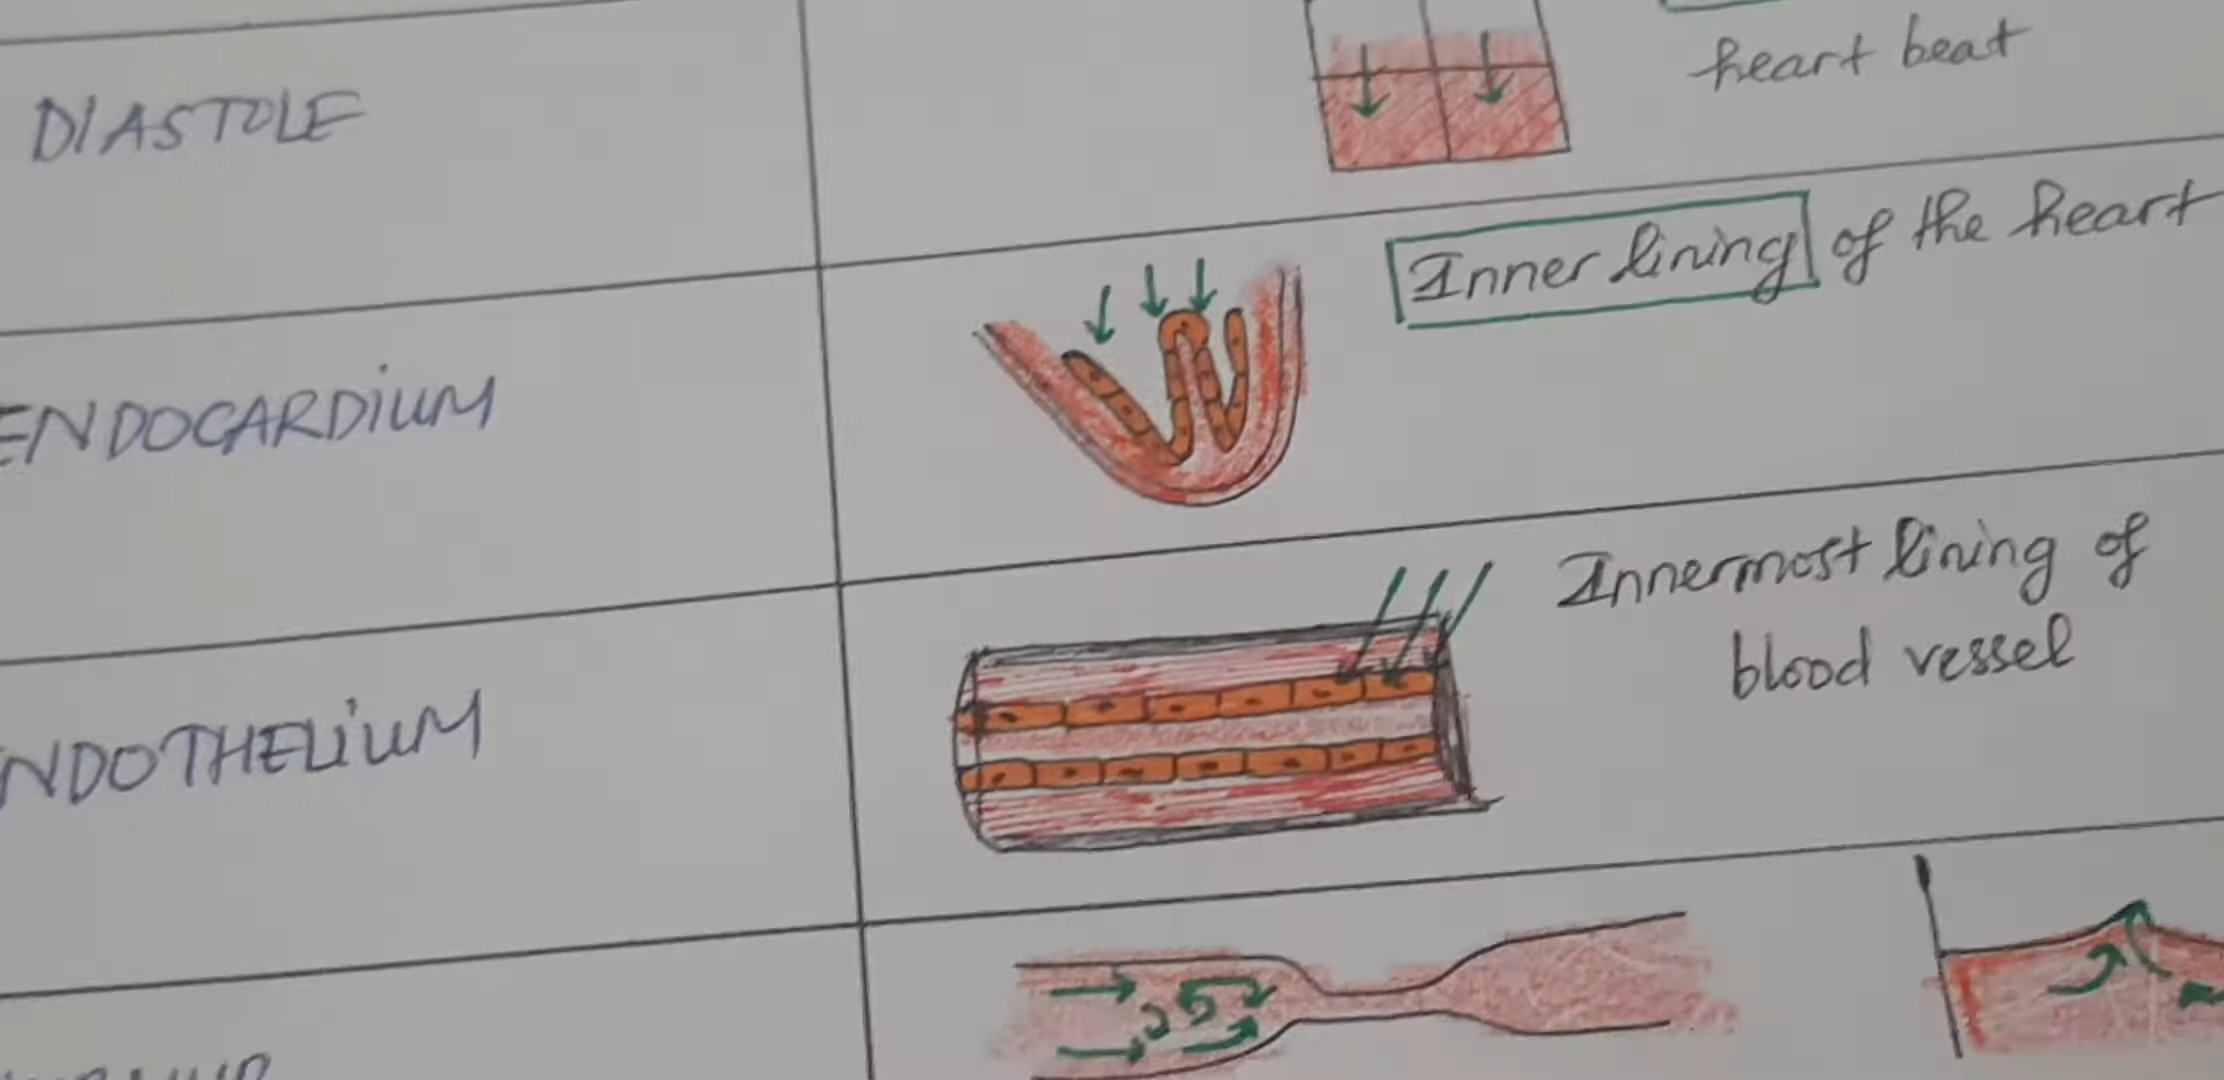 DIASTOLE
heart beat
ENDOCARDIUM
Inner lining of the heart
NDOTHELIUM
Innermost lining of
blood vessel